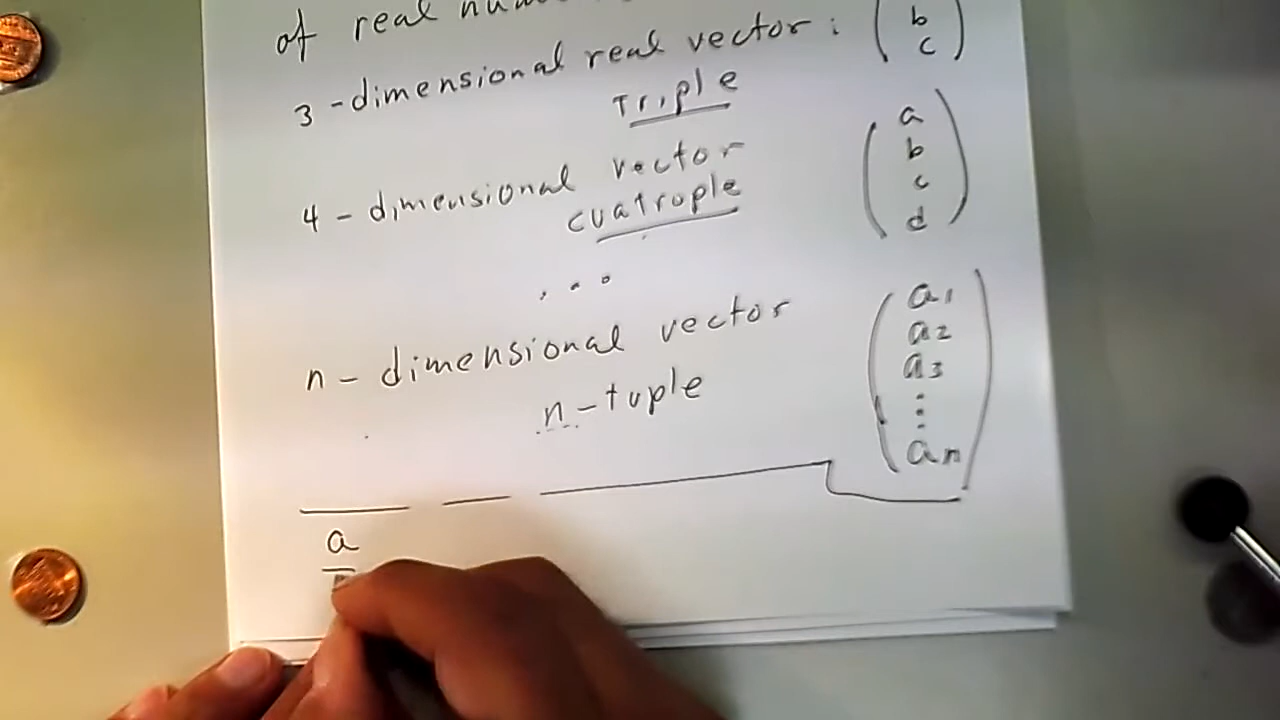 of real
3-dimensional real vector : ( b
c )
Triple
4 - dimensional vector ( a
b
c
d )
cuatrople
...
n - dimensional vector ( a1
a2
a3
⋮
an )
n-tuple
a